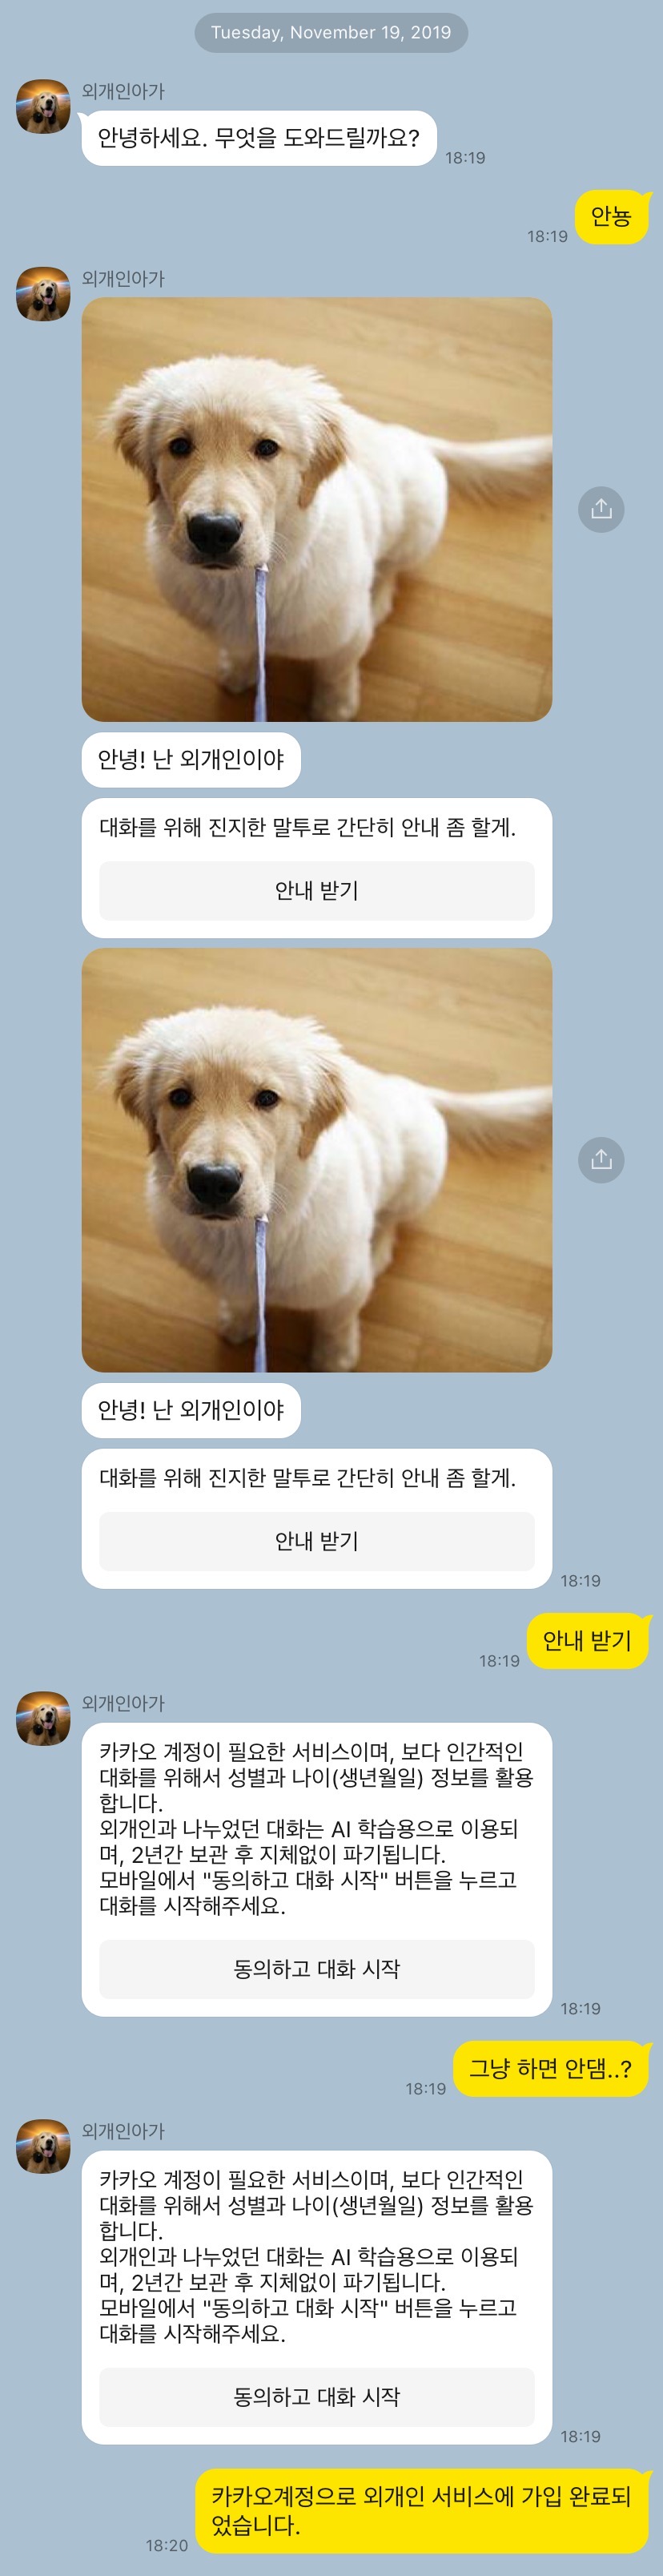 Tuesday, November 19, 2019
외개인아가
안녕하세요. 무엇을 도와드릴까요?
18:19
안뇽
18:19
외개인아가
안녕! 난 외개인이야
대화를 위해 진지한 말투로 간단히 안내 좀 할게.
안내 받기
안녕! 난 외개인이야
대화를 위해 진지한 말투로 간단히 안내 좀 할게.
안내 받기
18:19
안내 받기
18:19
외개인아가
카카오 계정이 필요한 서비스이며, 보다 인간적인
대화를 위해서 성별과 나이(생년월일) 정보를 활용
합니다.
외개인과 나누었던 대화는 AI 학습용으로 이용되
며, 2년간 보관 후 지체없이 파기됩니다.
모바일에서 "동의하고 대화 시작" 버튼을 누르고
대화를 시작해주세요.
동의하고 대화 시작
18:19
그냥 하면 안댐..?
18:19
외개인아가
카카오 계정이 필요한 서비스이며, 보다 인간적인
대화를 위해서 성별과 나이(생년월일) 정보를 활용
합니다.
외개인과 나누었던 대화는 AI 학습용으로 이용되
며, 2년간 보관 후 지체없이 파기됩니다.
모바일에서 "동의하고 대화 시작" 버튼을 누르고
대화를 시작해주세요.
동의하고 대화 시작
18:19
카카오계정으로 외개인 서비스에 가입 완료되
었습니다.
18:20